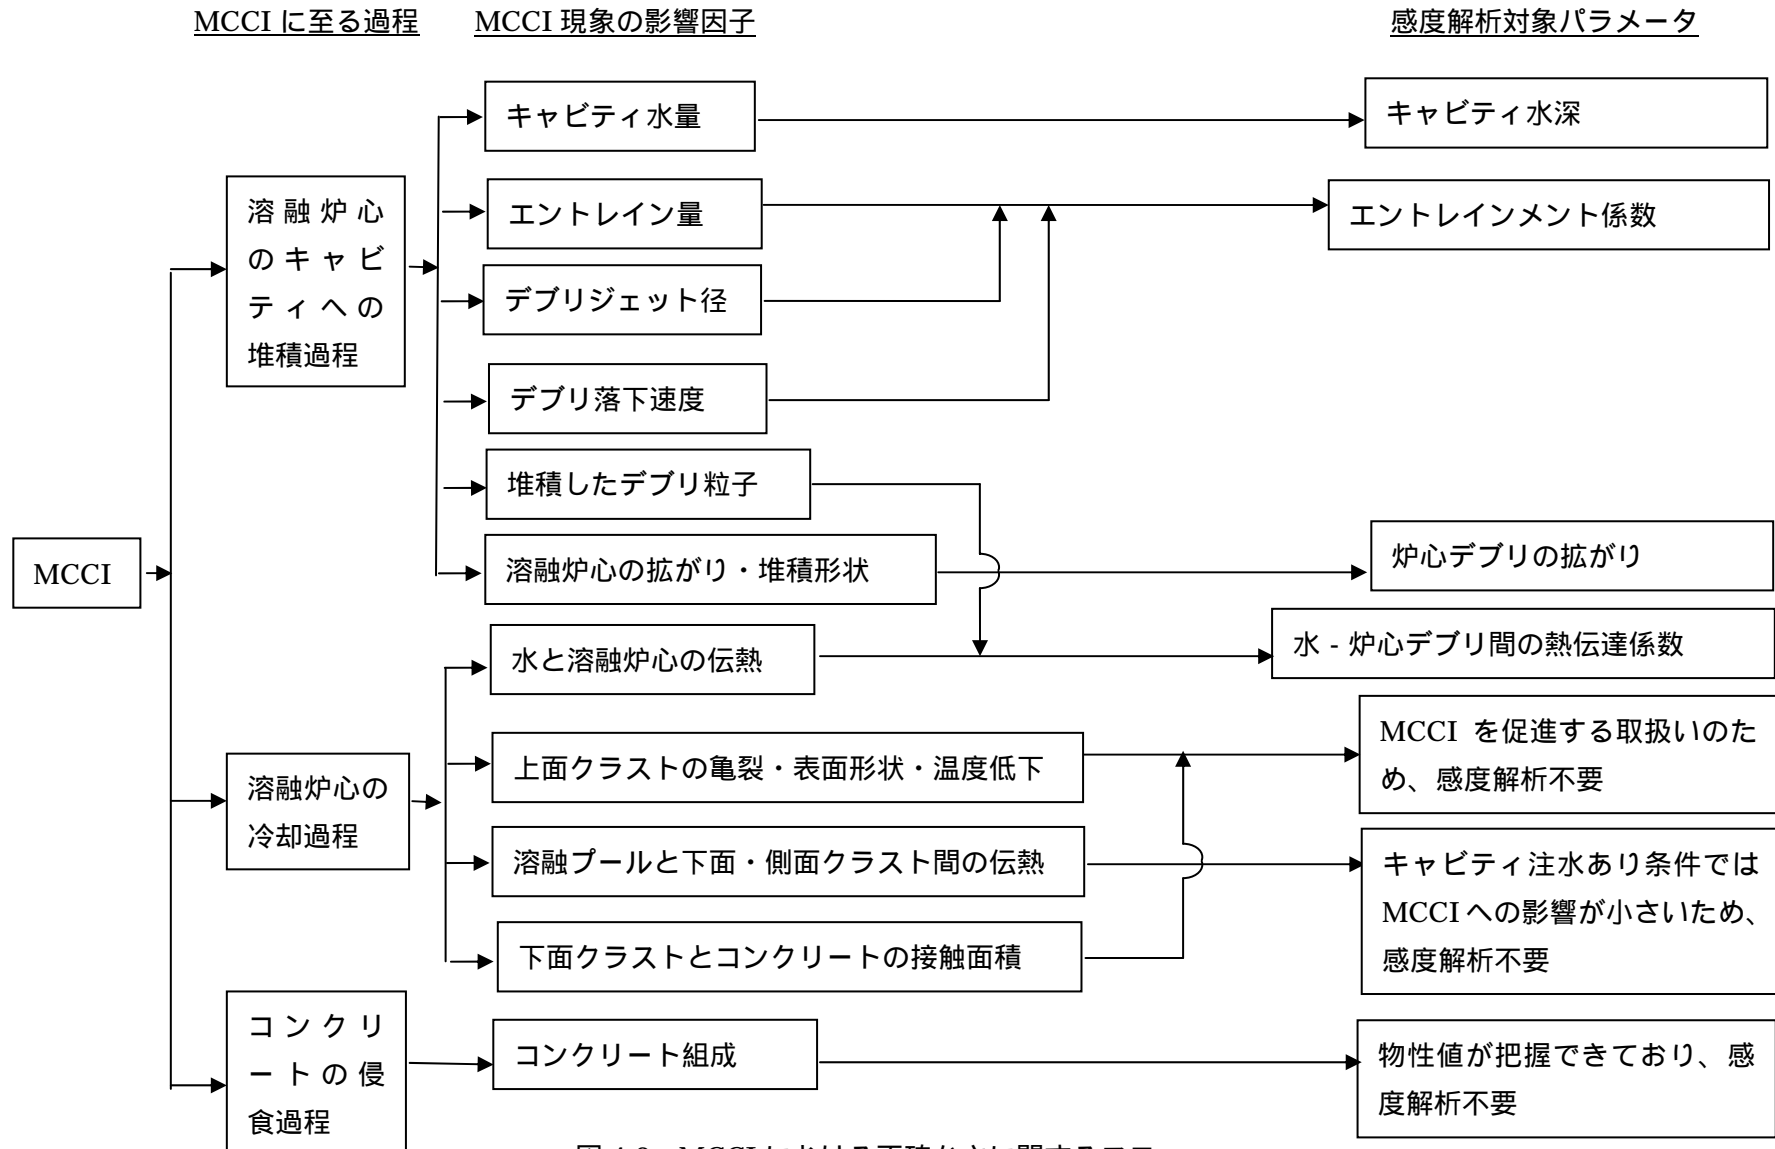 MCCI に至る過程
MCCI 現象の影響因子
感度解析対象パラメータ
MCCI
溶融炉心
のキャビ
ティへの
堆積過程
キャビティ水量
エントレイン量
デブリジェット径
デブリ落下速度
堆積したデブリ粒子
溶融炉心の拡がり・堆積形状
キャビティ水深
エントレインメント係数
炉心デブリの拡がり
溶融炉心の
冷却過程
水と溶融炉心の伝熱
上面クラストの亀裂・表面形状・温度低下
溶融プールと下面・側面クラスト間の伝熱
下面クラストとコンクリートの接触面積
水 - 炉心デブリ間の熱伝達係数
MCCI を促進する取扱いのた
め、感度解析不要
キャビティ注水あり条件では
MCCI への影響が小さいため、
感度解析不要
コンクリ
ートの侵
食過程
コンクリート組成
物性値が把握できており、感
度解析不要